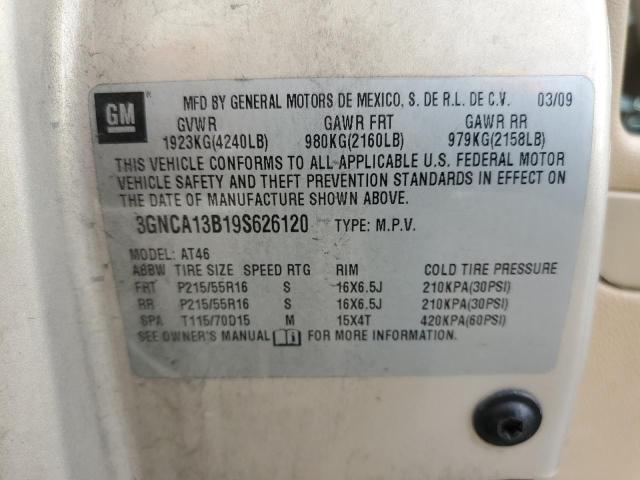 GM ® MFD BY GENERAL MOTORS DE MEXICO, S. DE R.L. DE C.V. 03/09
GVWR GAWR FRT GAWR RR
1923KG(4240LB) 980KG(2160LB) 979KG(2158LB)
THIS VEHICLE CONFORMS TO ALL APPLICABLE U.S. FEDERAL MOTOR
VEHICLE SAFETY AND THEFT PREVENTION STANDARDS IN EFFECT ON
THE DATE OF MANUFACTURE SHOWN ABOVE.
3GNCA13B19S626120 TYPE: M.P.V.
MODEL: AT46
ABBW TIRE SIZE SPEED RTG RIM COLD TIRE PRESSURE
FRT P215/55R16 S 16X6.5J 210KPA(30PSI)
RR P215/55R16 S 16X6.5J 210KPA(30PSI)
SPA T115/70D15 M 15X4T 420KPA(60PSI)
SEE OWNER'S MANUAL FOR MORE INFORMATION.